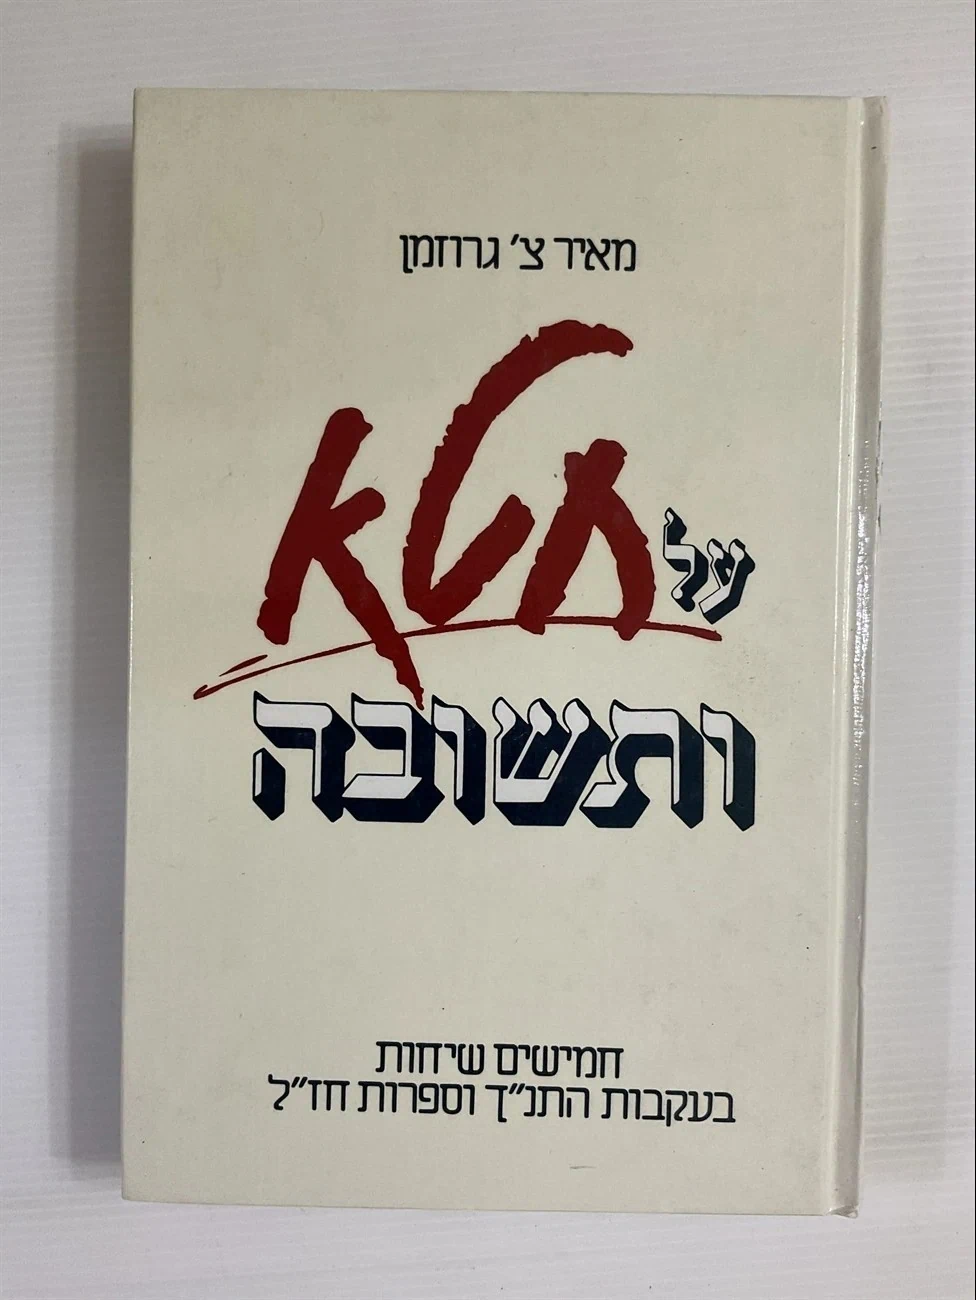 מאיר צ' גרוזמן
על חטא
ותשובה
חמישים שיחות
בעקבות התנ"ך וספרות חז"ל